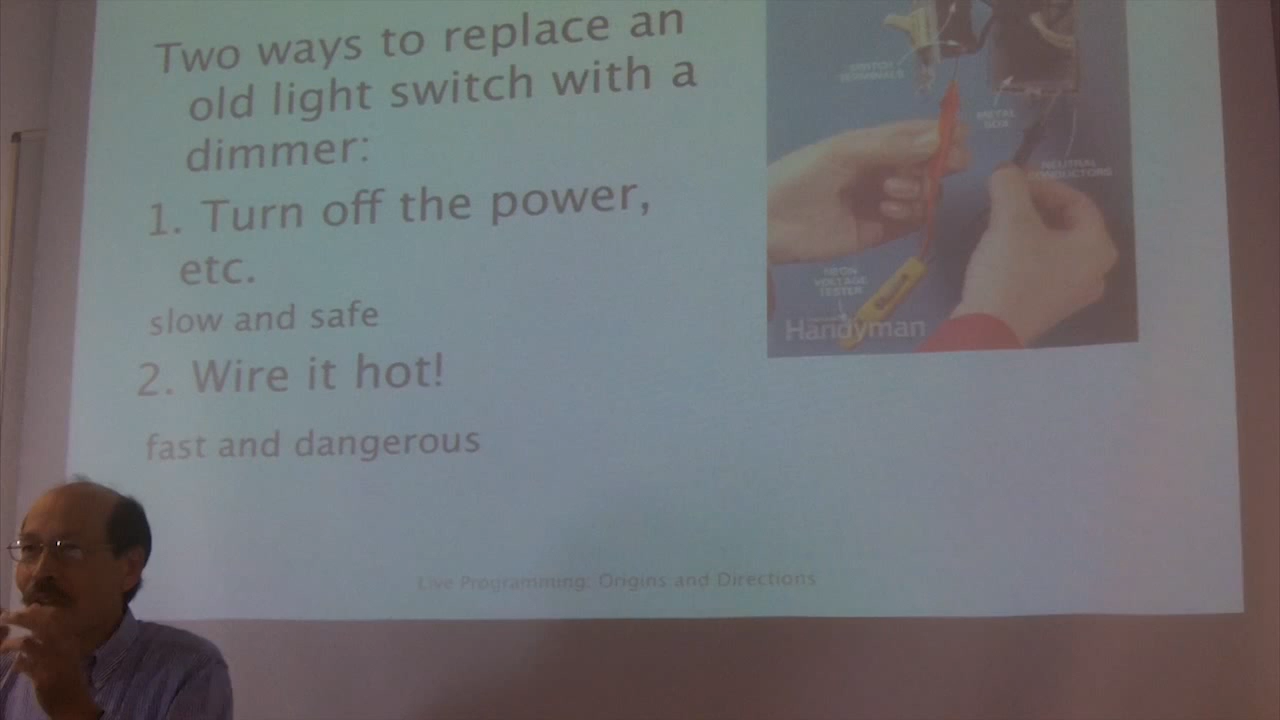 Two ways to replace an
old light switch with a
dimmer:
1. Turn off the power,
etc.
slow and safe
2. Wire it hot!
fast and dangerous
SWITCH
TERMINALS
METAL
BOX
NEUTRAL
CONDUCTORS
NEON
VOLTAGE
TESTER
Handyman
Live Programming: Origins and Directions